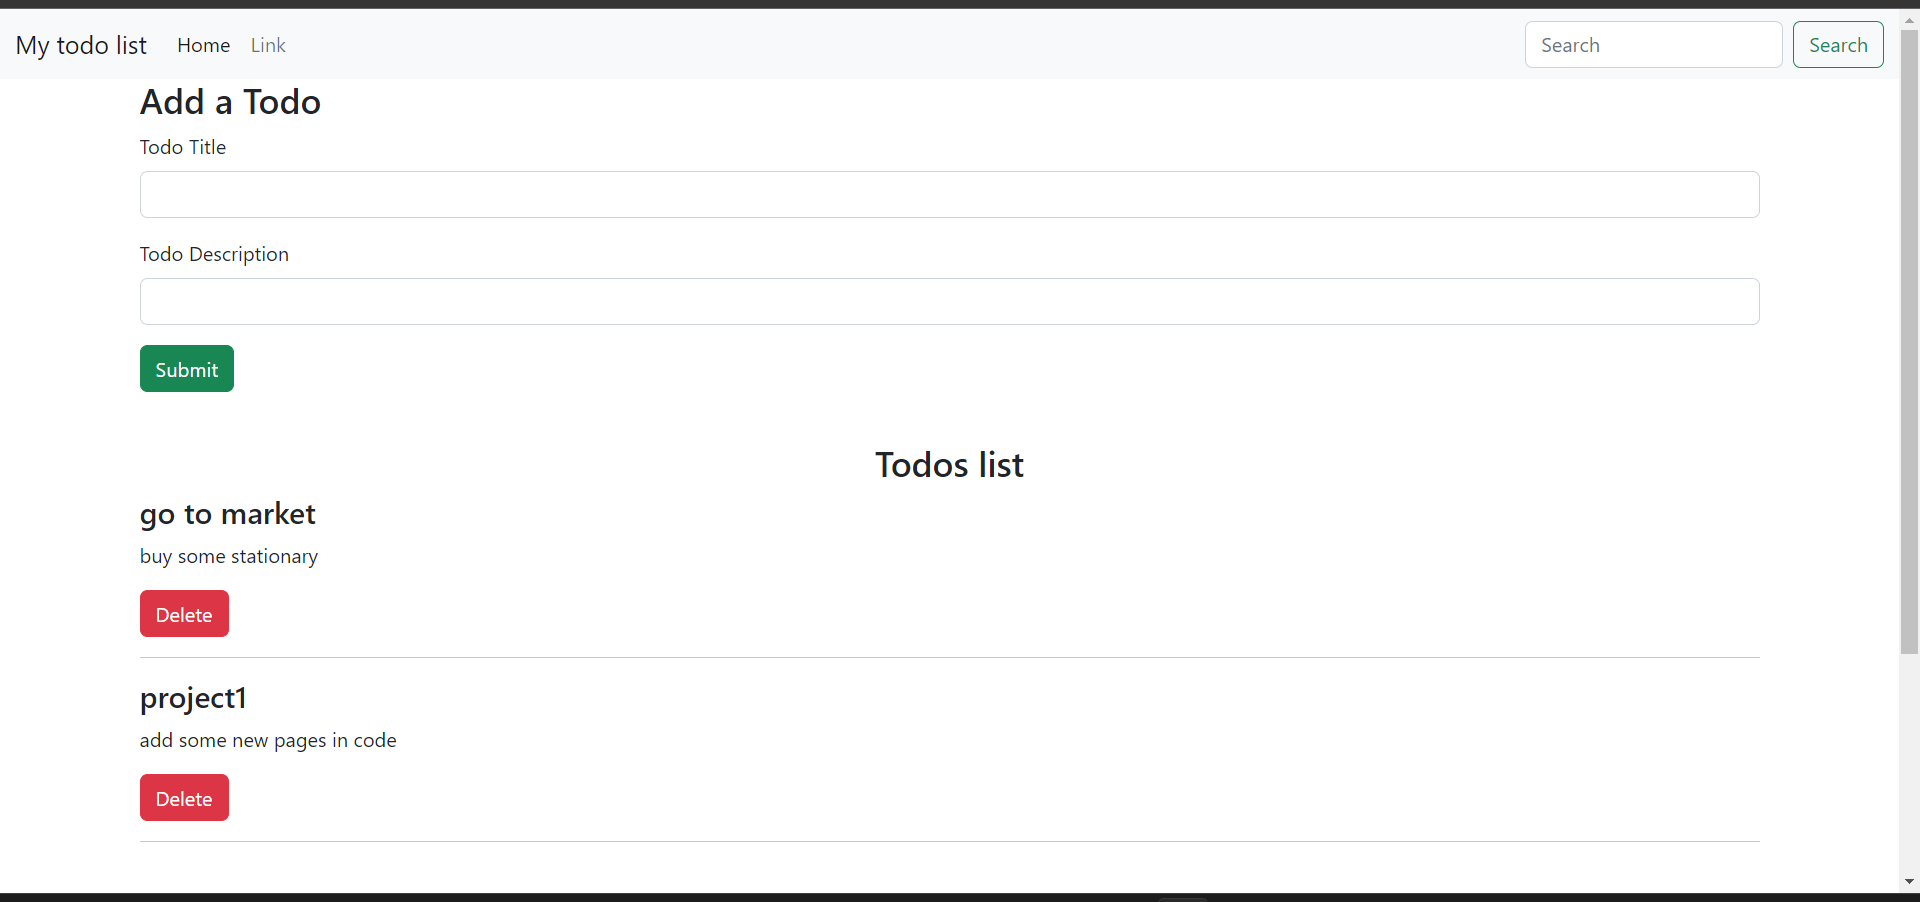 My todo list Home Link Search Search
Add a Todo
Todo Title
Todo Description
Submit
Todos list
go to market
buy some stationary
Delete
project1
add some new pages in code
Delete